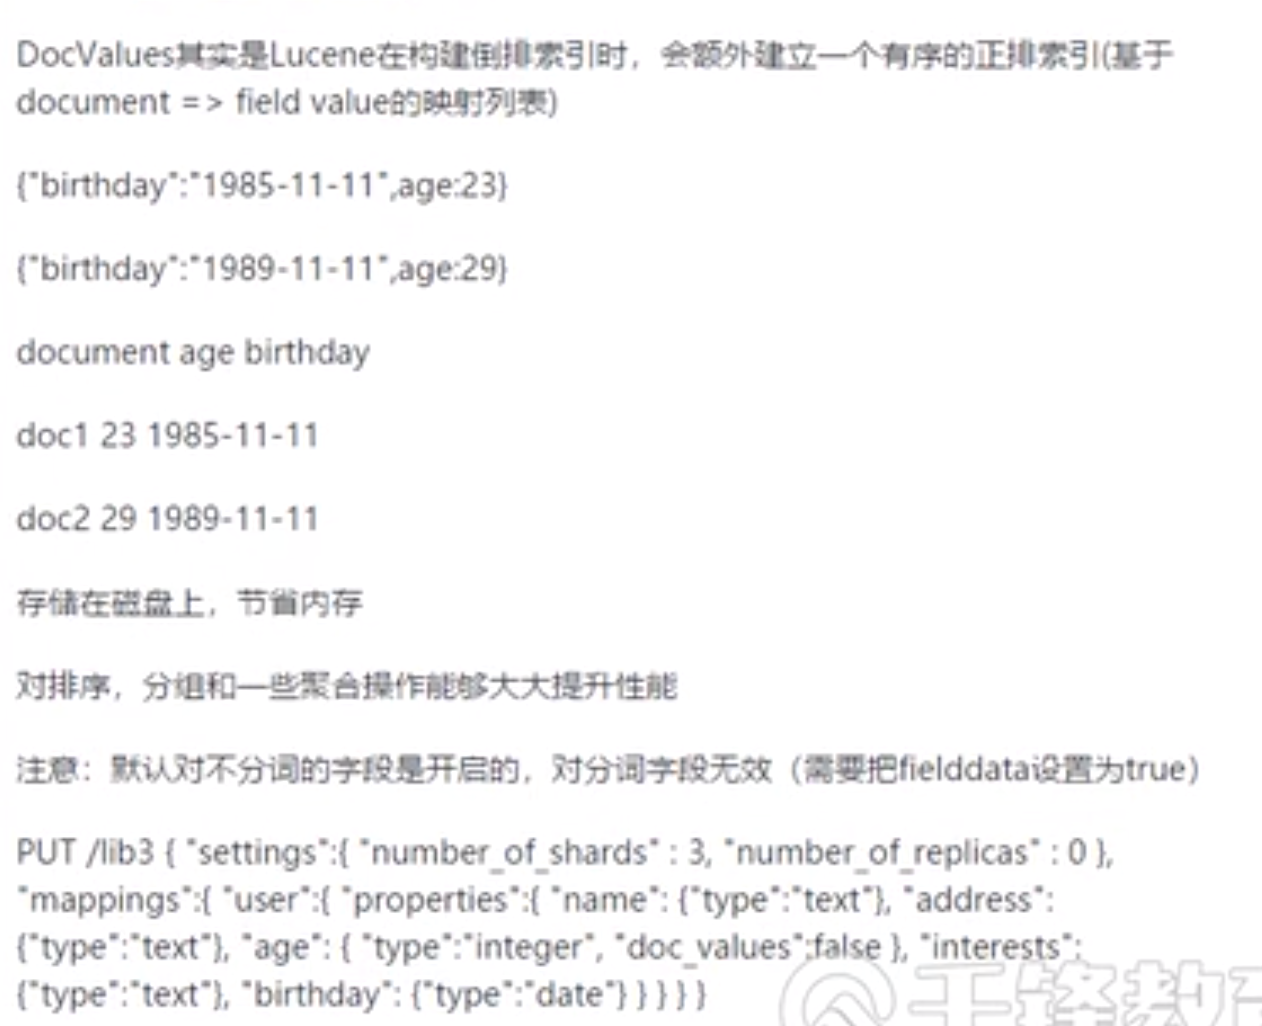 DocValues其实是Lucene在构建倒排索引时，会额外建立一个有序的正排索引(基于
document => field value的映射列表)
{"birthday":"1985-11-11",age:23}
{"birthday":"1989-11-11",age:29}
document age birthday
doc1 23 1985-11-11
doc2 29 1989-11-11
存储在磁盘上，节省内存
对排序，分组和一些聚合操作能够大大提升性能
注意：默认对不分词的字段是开启的，对分词字段无效（需要把fielddata设置为true）
PUT /lib3 { "settings":{ "number_of_shards" : 3, "number_of_replicas" : 0 },
"mappings":{ "user":{ "properties":{ "name": {"type":"text"}, "address":
{"type":"text"}, "age": { "type":"integer", "doc_values":false }, "interests":
{"type":"text"}, "birthday": {"type":"date"} } } } }
千锋教